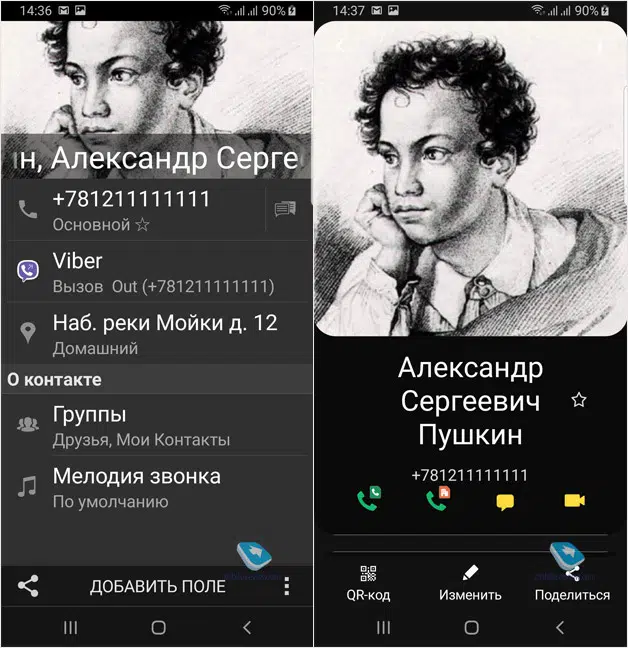 14:36
90%
н, Александр Серге
+781211111111
Основной
Viber
Вызов Out (+781211111111)
Наб. реки Мойки д. 12
Домашний
О контакте
Группы
Друзья, Мои Контакты
Мелодия звонка
По умолчанию
ДОБАВИТЬ ПОЛЕ
14:37
90%
Александр
Сергеевич
Пушкин
+781211111111
QR-код
Изменить
Поделиться